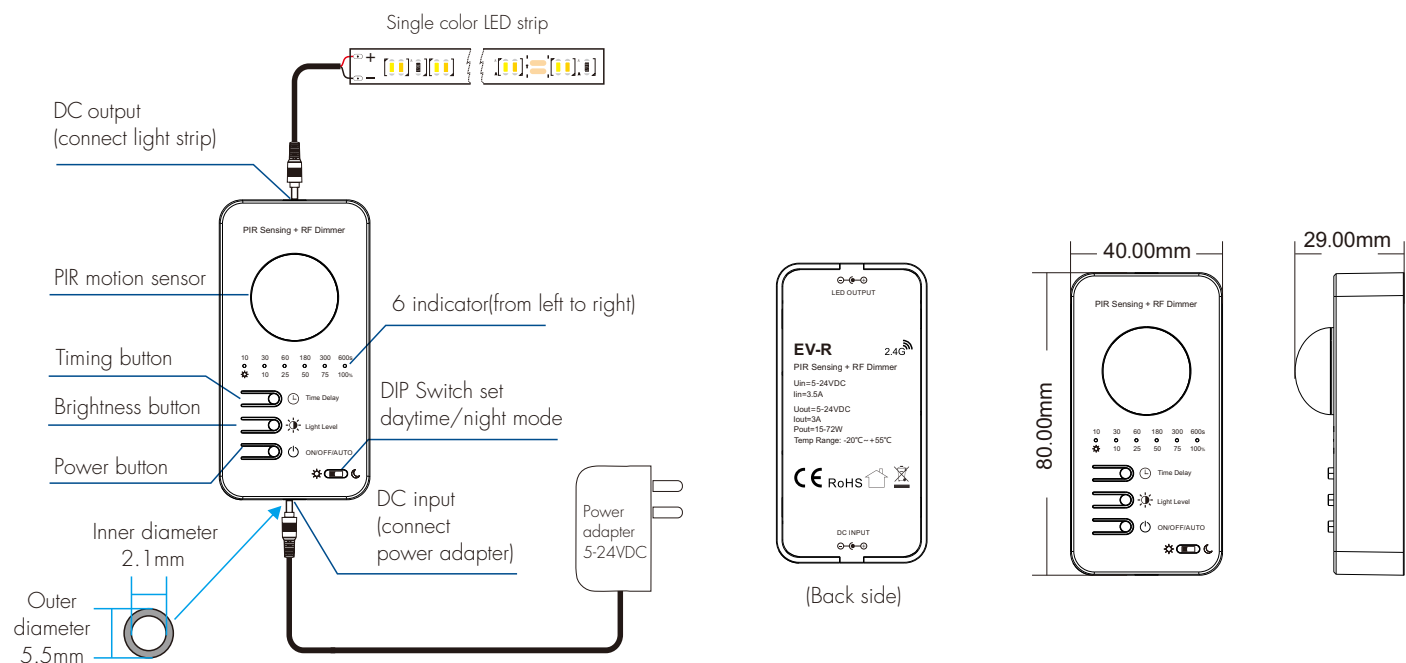 Single color LED strip
+
−
DC output
(connect light strip)
PIR Sensing + RF Dimmer
PIR motion sensor
6 indicator(from left to right)
10 30 60 180 300 600s
10 25 50 75 100%
Timing button
Time Delay
Brightness button
Light Level
Power button
ON/OFF/AUTO
DIP Switch set
daytime/night mode
DC input
(connect
power adapter)
Power
adapter
5-24VDC
Inner diameter
2.1mm
Outer
diameter
5.5mm
LED OUTPUT
EV-R 2.4G
PIR Sensing + RF Dimmer
Uin=5-24VDC
Iin=3.5A
Uout=5-24VDC
Iout=3A
Pout=15-72W
Temp Range: -20℃~+55℃
CE RoHS
DC INPUT
(Back side)
40.00mm
80.00mm
PIR Sensing + RF Dimmer
10 30 60 180 300 600s
10 25 50 75 100%
Time Delay
Light Level
ON/OFF/AUTO
29.00mm